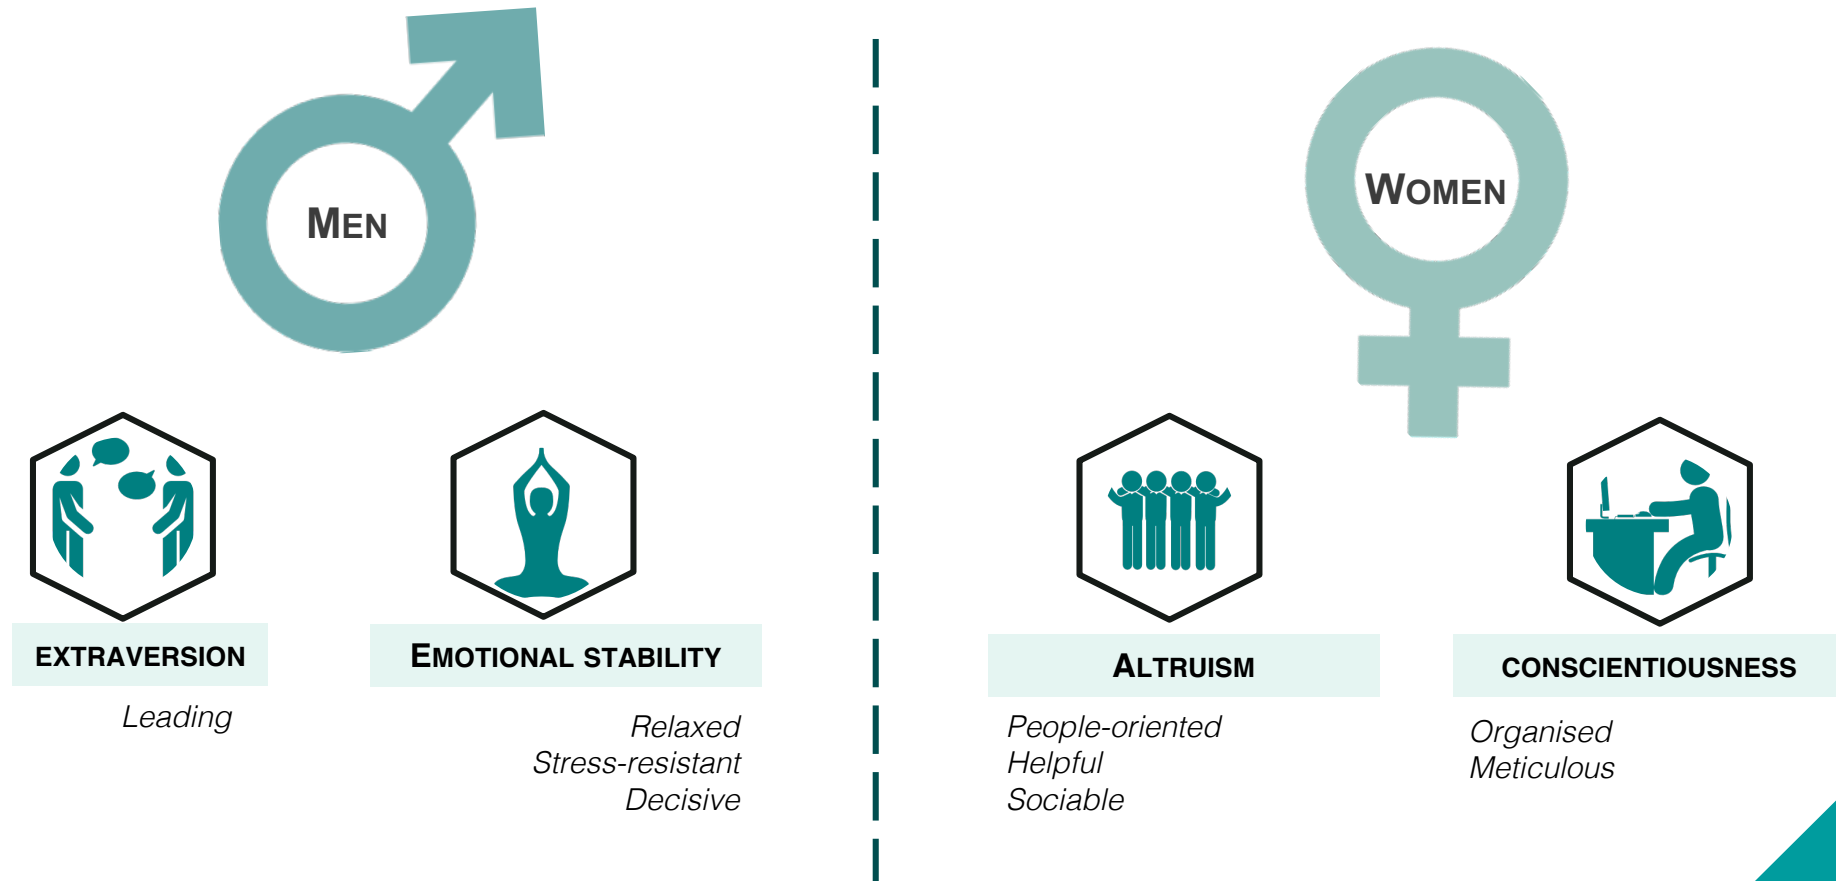 MEN
WOMEN
EXTRAVERSION
Leading
EMOTIONAL STABILITY
Relaxed
Stress-resistant
Decisive
ALTRUISM
People-oriented
Helpful
Sociable
CONSCIENTIOUSNESS
Organised
Meticulous